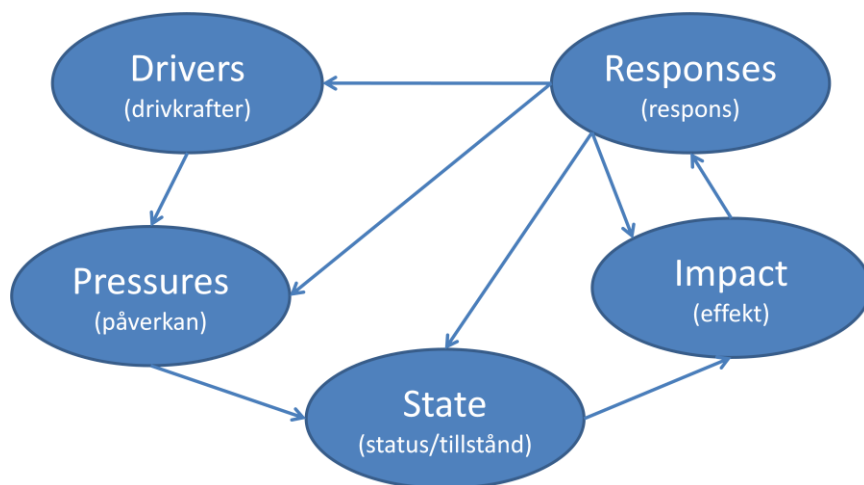 Drivers
(drivkrafter)
Responses
(respons)
Pressures
(påverkan)
Impact
(effekt)
State
(status/tillstånd)